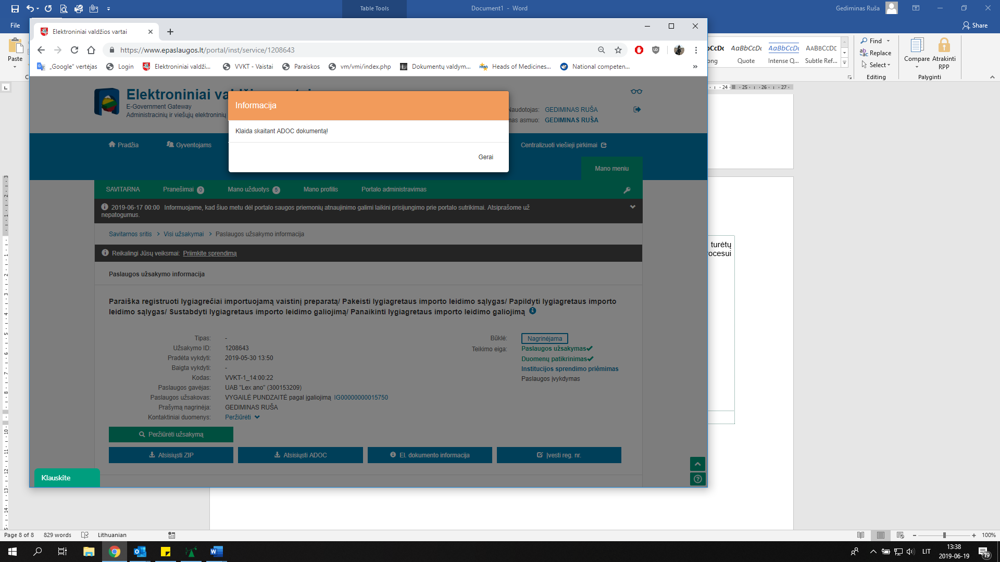 Table Tools
Document1 - Word
Gediminas Ruša
File
Share
Elektroniniai valdžios vartai
https://www.epaslaugos.lt/portal/inst/service/1208643
„Google“ vertėjas
Login
Elektroniniai valdži...
VVKT - Vaistai
Paraiskos
vm/vmi/index.php
Dokumentų valdym...
Heads of Medicines...
National competen...
»
Paste
AaBbCcDc
AaBbCcDc
AABBCCDD
Quote
Intense Q...
Subtle Ref...
Find
Replace
Select
Editing
Compare
Atrakinti
RPP
Palyginti
24 25 26 27
Elektroniniai
E-Government Gateway
Administracinių ir viešųjų elektroninių
Naudotojas: GEDIMINAS RUŠA
mas asmuo: GEDIMINAS RUŠA
Informacija
Klaida skaitant ADOC dokumentą!
Gerai
Pradžia
Gyventojams
Centralizuoti viešieji pirkimai
Mano meniu
SAVITARNA
Pranešimai 0
Mano užduotys 5
Mano profilis
Portalo administravimas
2019-06-17 00:00 Informuojame, kad šiuo metu dėl portalo saugos priemonių atnaujinimo galimi laikini prisijungimo prie portalo sutrikimai. Atsiprašome už
nepatogumus.
Savitarnos sritis > Visi užsakymai > Paslaugos užsakymo informacija
Reikalingi Jūsų veiksmai: Priimkite sprendimą
Paslaugos užsakymo informacija
Paraiška registruoti lygiagrečiai importuojamą vaistinį preparatą/ Pakeisti lygiagretaus importo leidimo sąlygas/ Papildyti lygiagretaus importo
leidimo sąlygas/ Sustabdyti lygiagretaus importo leidimo galiojimą/ Panaikinti lygiagretaus importo leidimo galiojimą
Tipas: -
Užsakymo ID: 1208643
Pradėta vykdyti: 2019-05-30 13:50
Baigta vykdyti: -
Kodas: VVKT-1_14:00:22
Paslaugos gavėjas: UAB "Lex ano" (300153209)
Paslaugos užsakovas: VYGAILĖ PUNDZAITĖ pagal įgaliojimą IG00000000015750
Prašymą nagrinėja: GEDIMINAS RUŠA
Kontaktiniai duomenys: Peržiūrėti
Būklė: Nagrinėjama
Teikimo eiga: Paslaugos užsakymas
Duomenų patikrinimas
Institucijos sprendimo priėmimas
Paslaugos įvykdymas
Peržiūrėti užsakymą
Atsisiųsti ZIP
Atsisiųsti ADOC
El. dokumento informacija
Įvesti reg. nr.
Klauskite
turėtų
rocesui
Page 8 of 8
829 words
Lithuanian
100%
LIT
13:38
2019-06-19
19